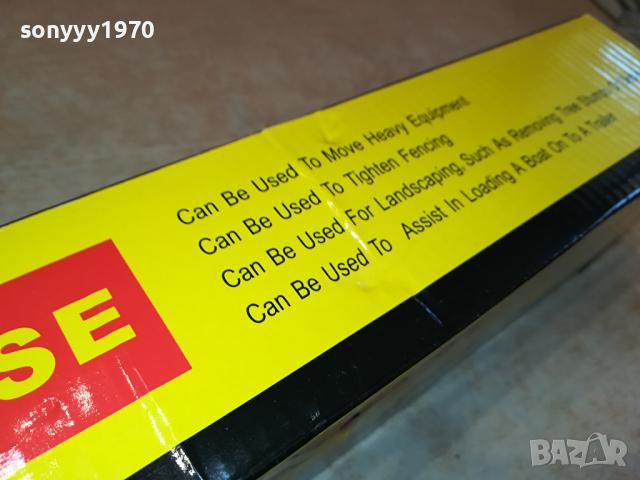 sonyyy1970
Can Be Used To Move Heavy Equipment
Can Be Used To Tighten Fencing
Can Be Used For Landscaping, Such As Removing Tree
Can Be Used To Assist In Loading A Boat On To A Trailer
SE
BAZAR